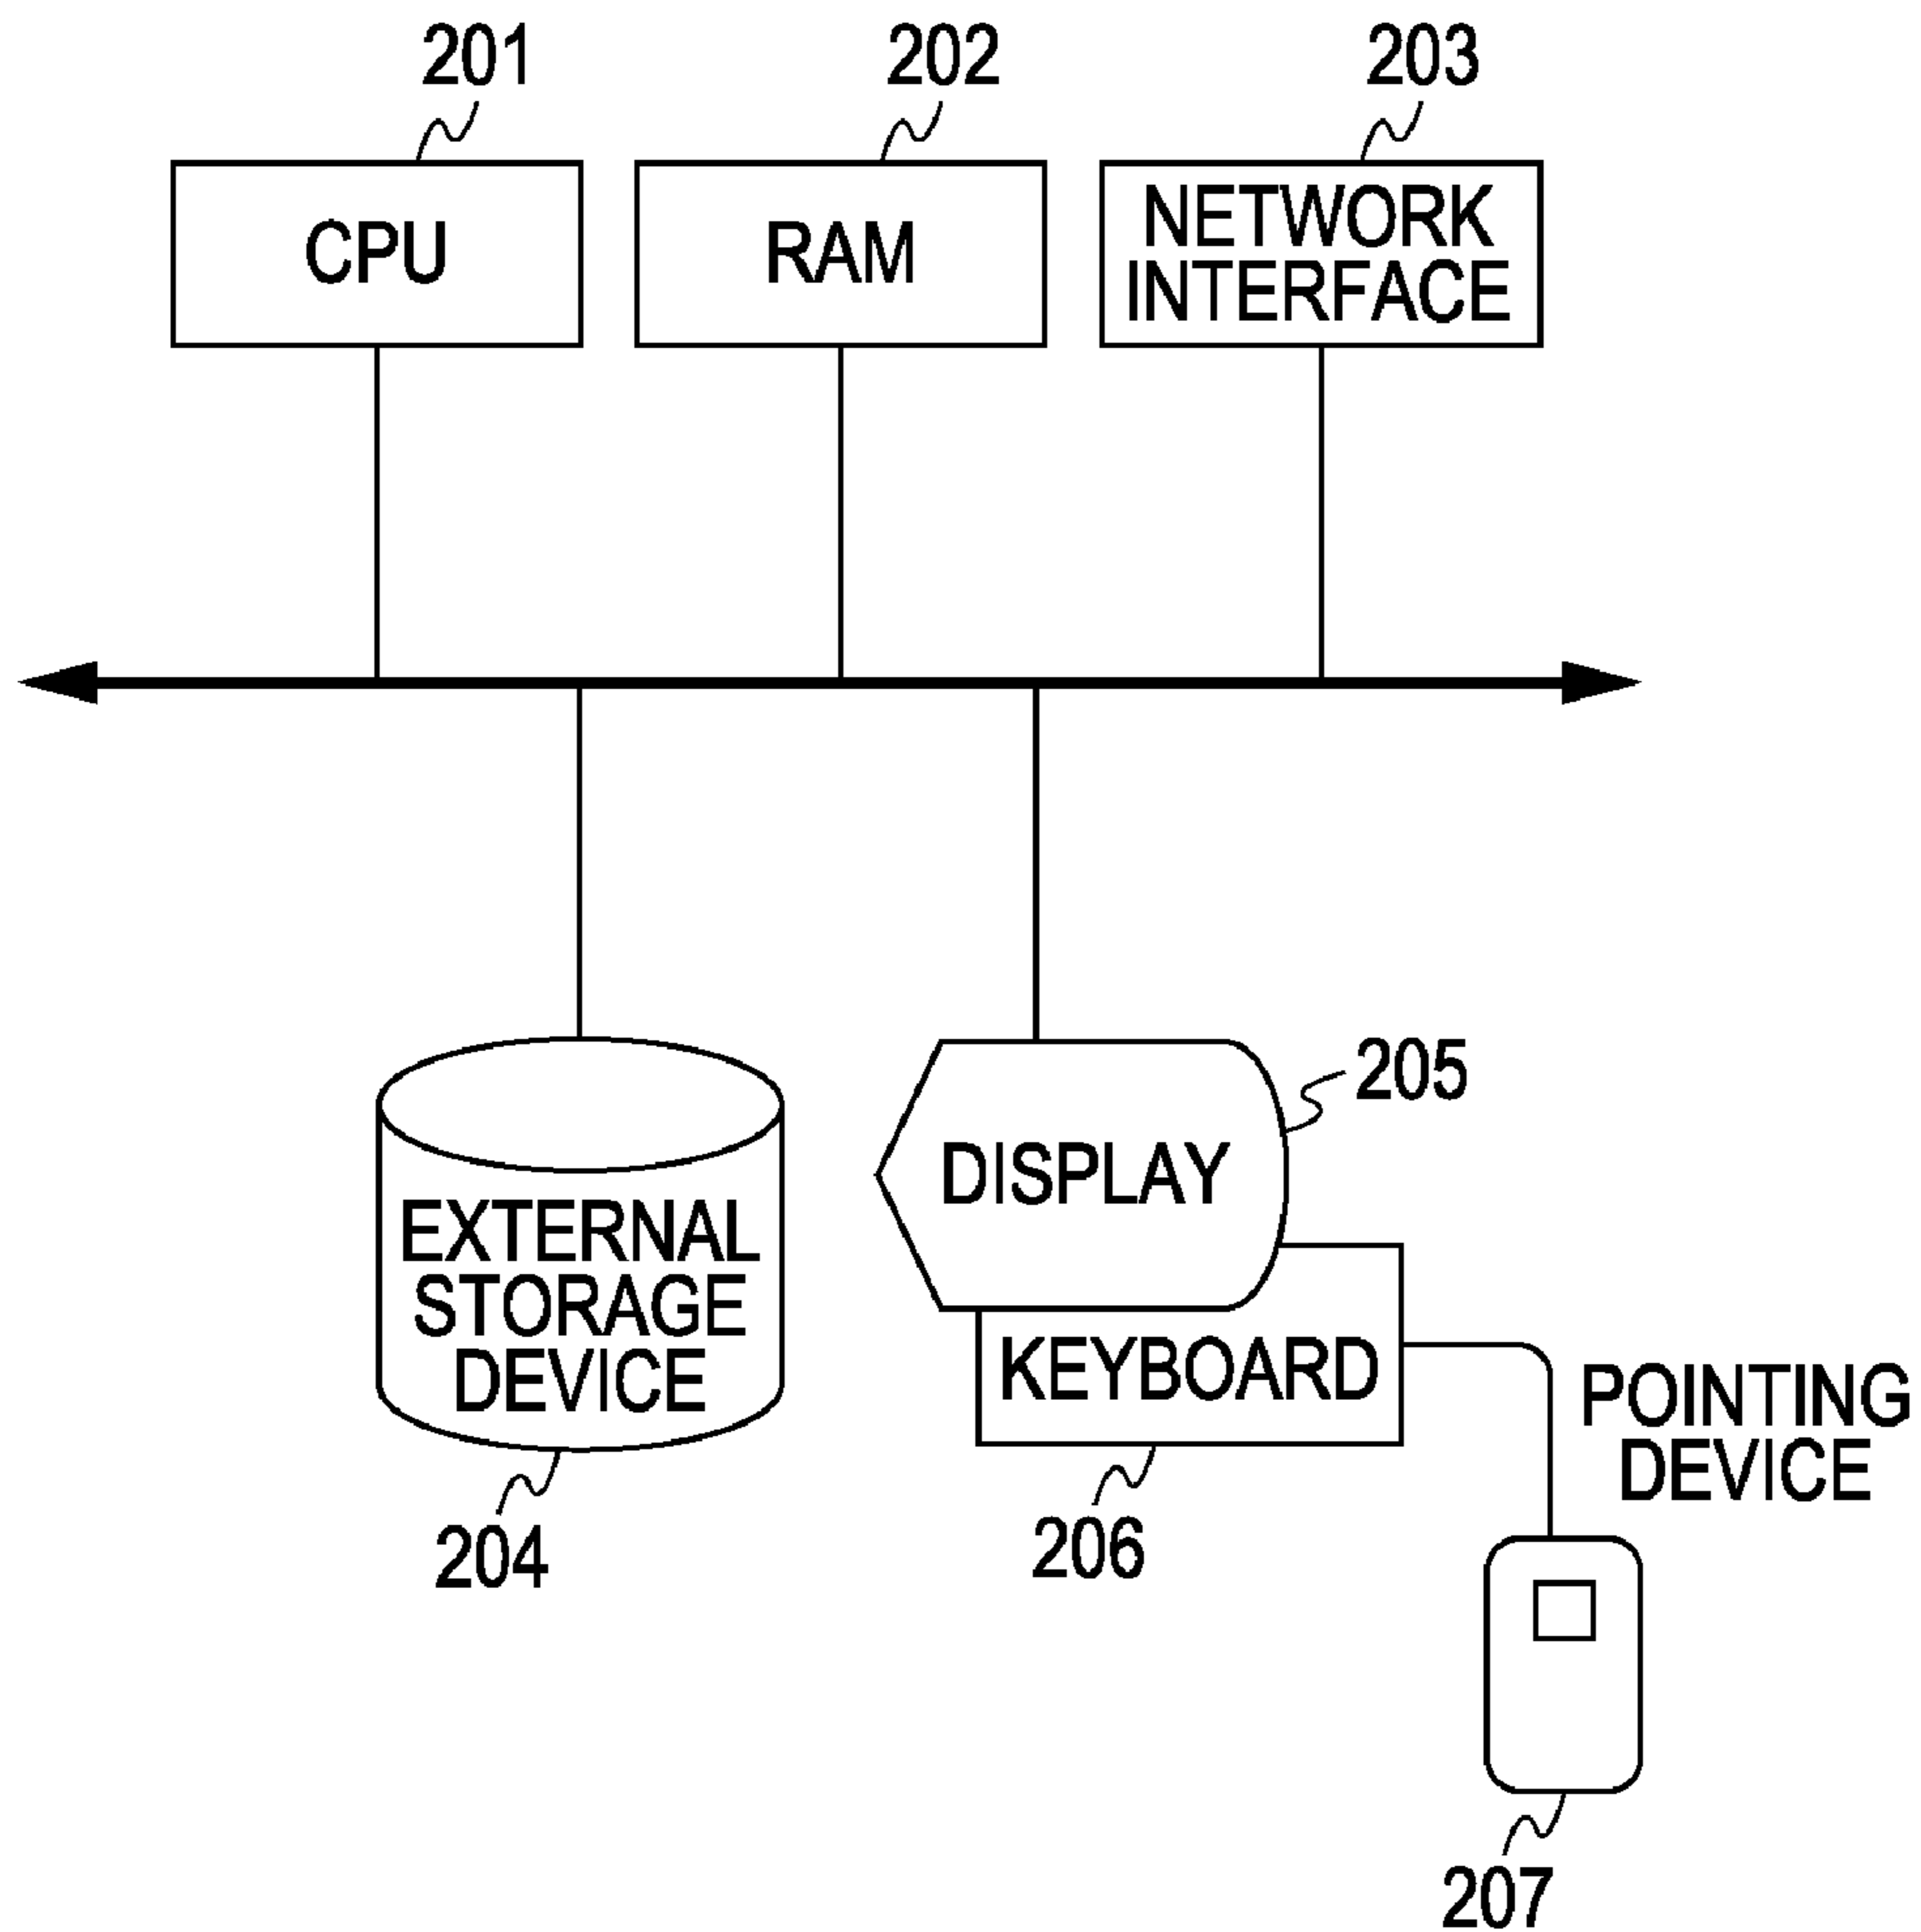 201
202
203
CPU
RAM
NETWORK
INTERFACE
205
DISPLAY
EXTERNAL
STORAGE
DEVICE
KEYBOARD
POINTING
DEVICE
204
206
207